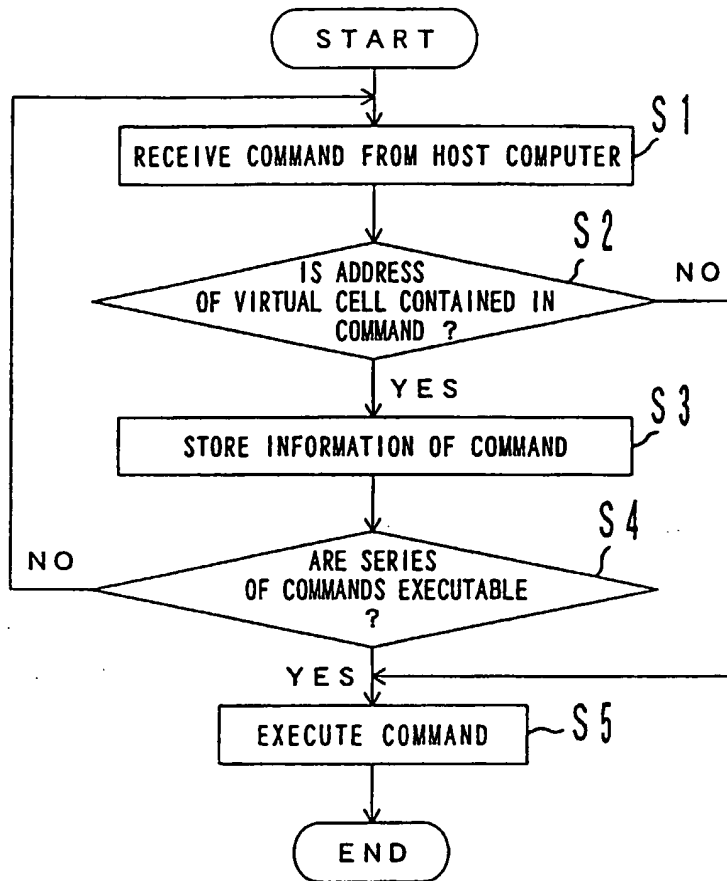 START
S1
RECEIVE COMMAND FROM HOST COMPUTER
S2
IS ADDRESS
OF VIRTUAL CELL CONTAINED IN
COMMAND ?
NO
YES
S3
STORE INFORMATION OF COMMAND
S4
NO
ARE SERIES
OF COMMANDS EXECUTABLE
?
YES
EXECUTE COMMAND
S5
END